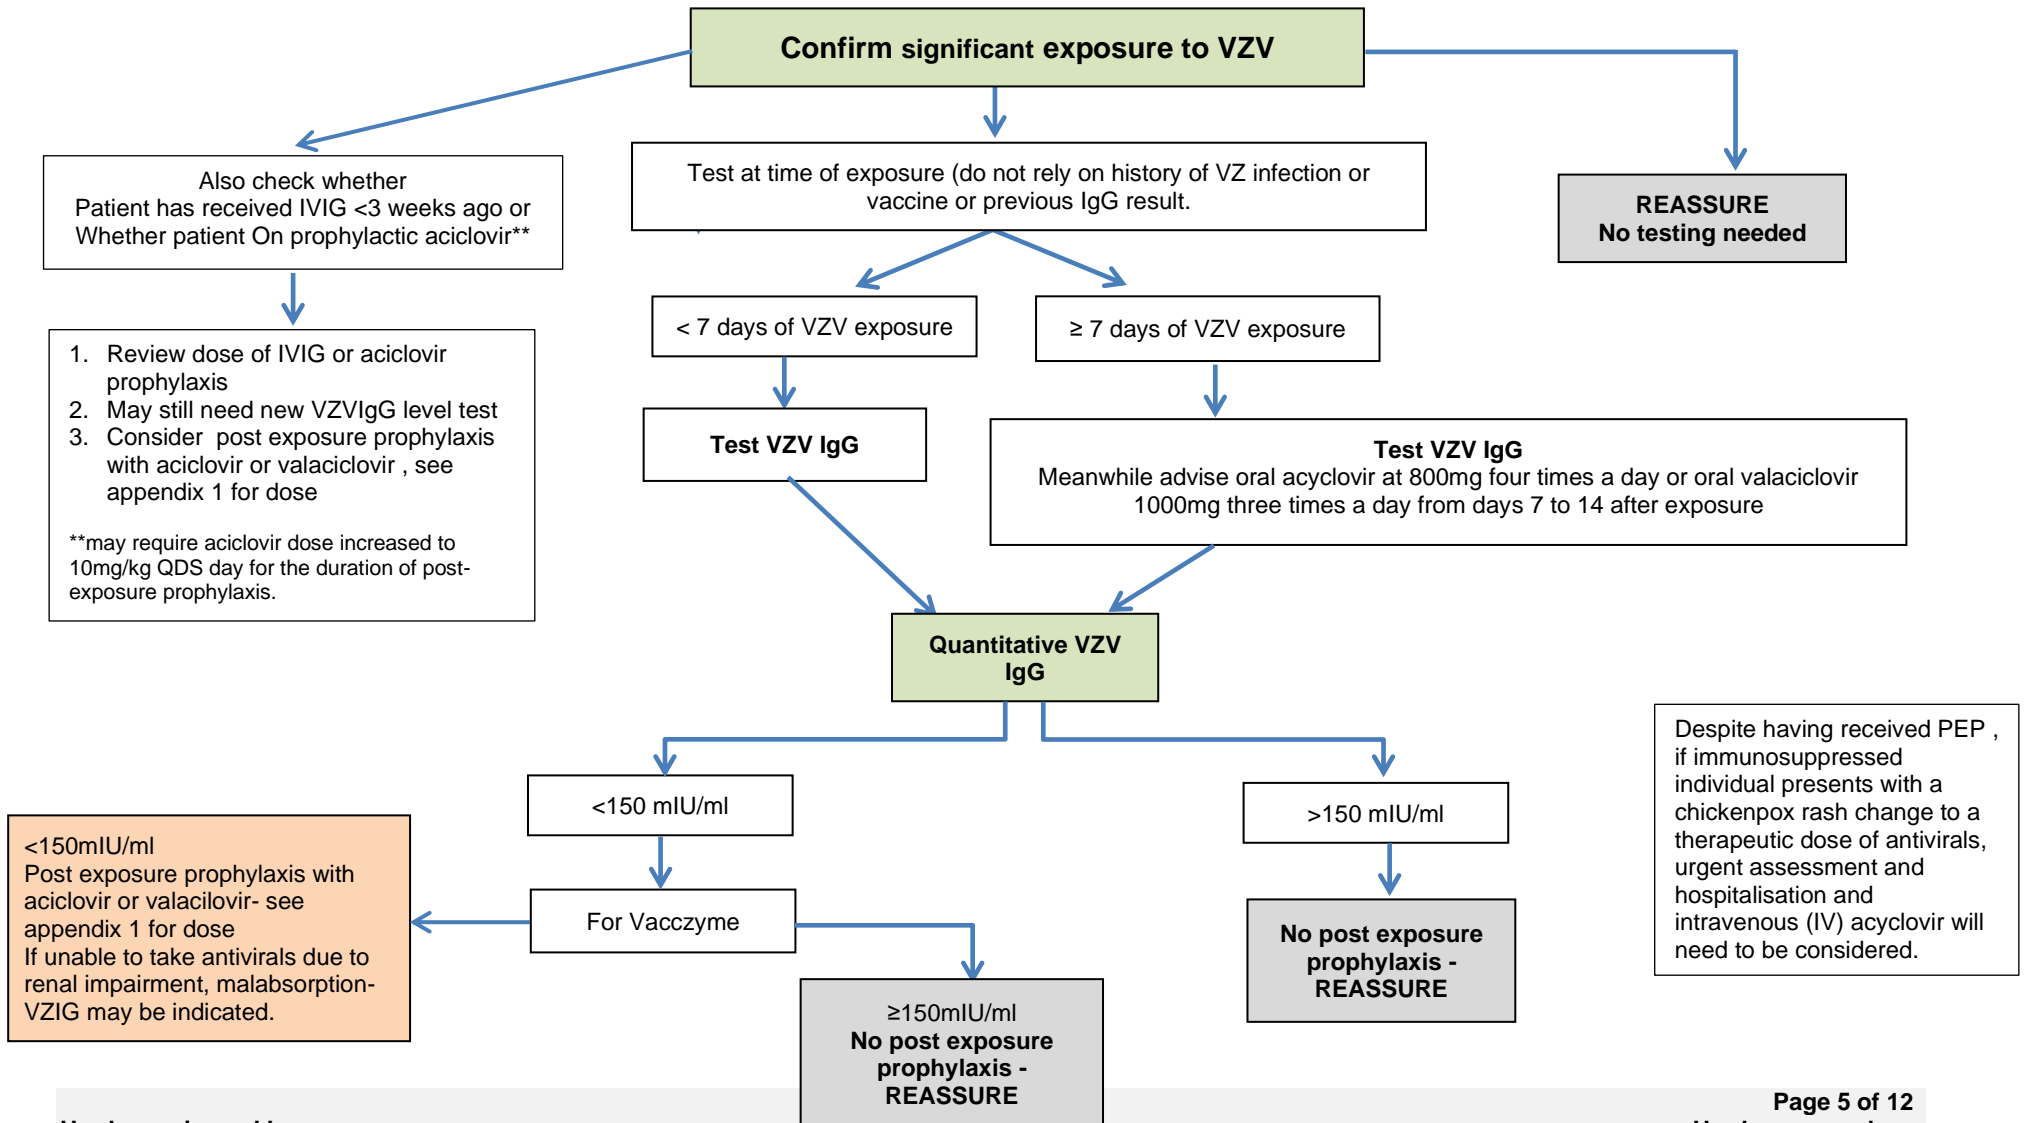 Confirm significant exposure to VZV
Also check whether
Patient has received IVIG <3 weeks ago or
Whether patient On prophylactic aciclovir**
Test at time of exposure (do not rely on history of VZ infection or
vaccine or previous IgG result.
REASSURE
No testing needed
1. Review dose of IVIG or aciclovir
prophylaxis
2. May still need new VZVIgG level test
3. Consider post exposure prophylaxis
with aciclovir or valaciclovir , see
appendix 1 for dose
**may require aciclovir dose increased to
10mg/kg QDS day for the duration of post-
exposure prophylaxis.
< 7 days of VZV exposure
≥ 7 days of VZV exposure
Test VZV IgG
Test VZV IgG
Meanwhile advise oral acyclovir at 800mg four times a day or oral valaciclovir
1000mg three times a day from days 7 to 14 after exposure
Quantitative VZV
IgG
<150 mIU/ml
>150 mIU/ml
Despite having received PEP ,
if immunosuppressed
individual presents with a
chickenpox rash change to a
therapeutic dose of antivirals,
urgent assessment and
hospitalisation and
intravenous (IV) acyclovir will
need to be considered.
<150mIU/ml
Post exposure prophylaxis with
aciclovir or valacilovir- see
appendix 1 for dose
If unable to take antivirals due to
renal impairment, malabsorption-
VZIG may be indicated.
For Vacczyme
No post exposure
prophylaxis -
REASSURE
≥150mIU/ml
No post exposure
prophylaxis -
REASSURE
Page 5 of 12